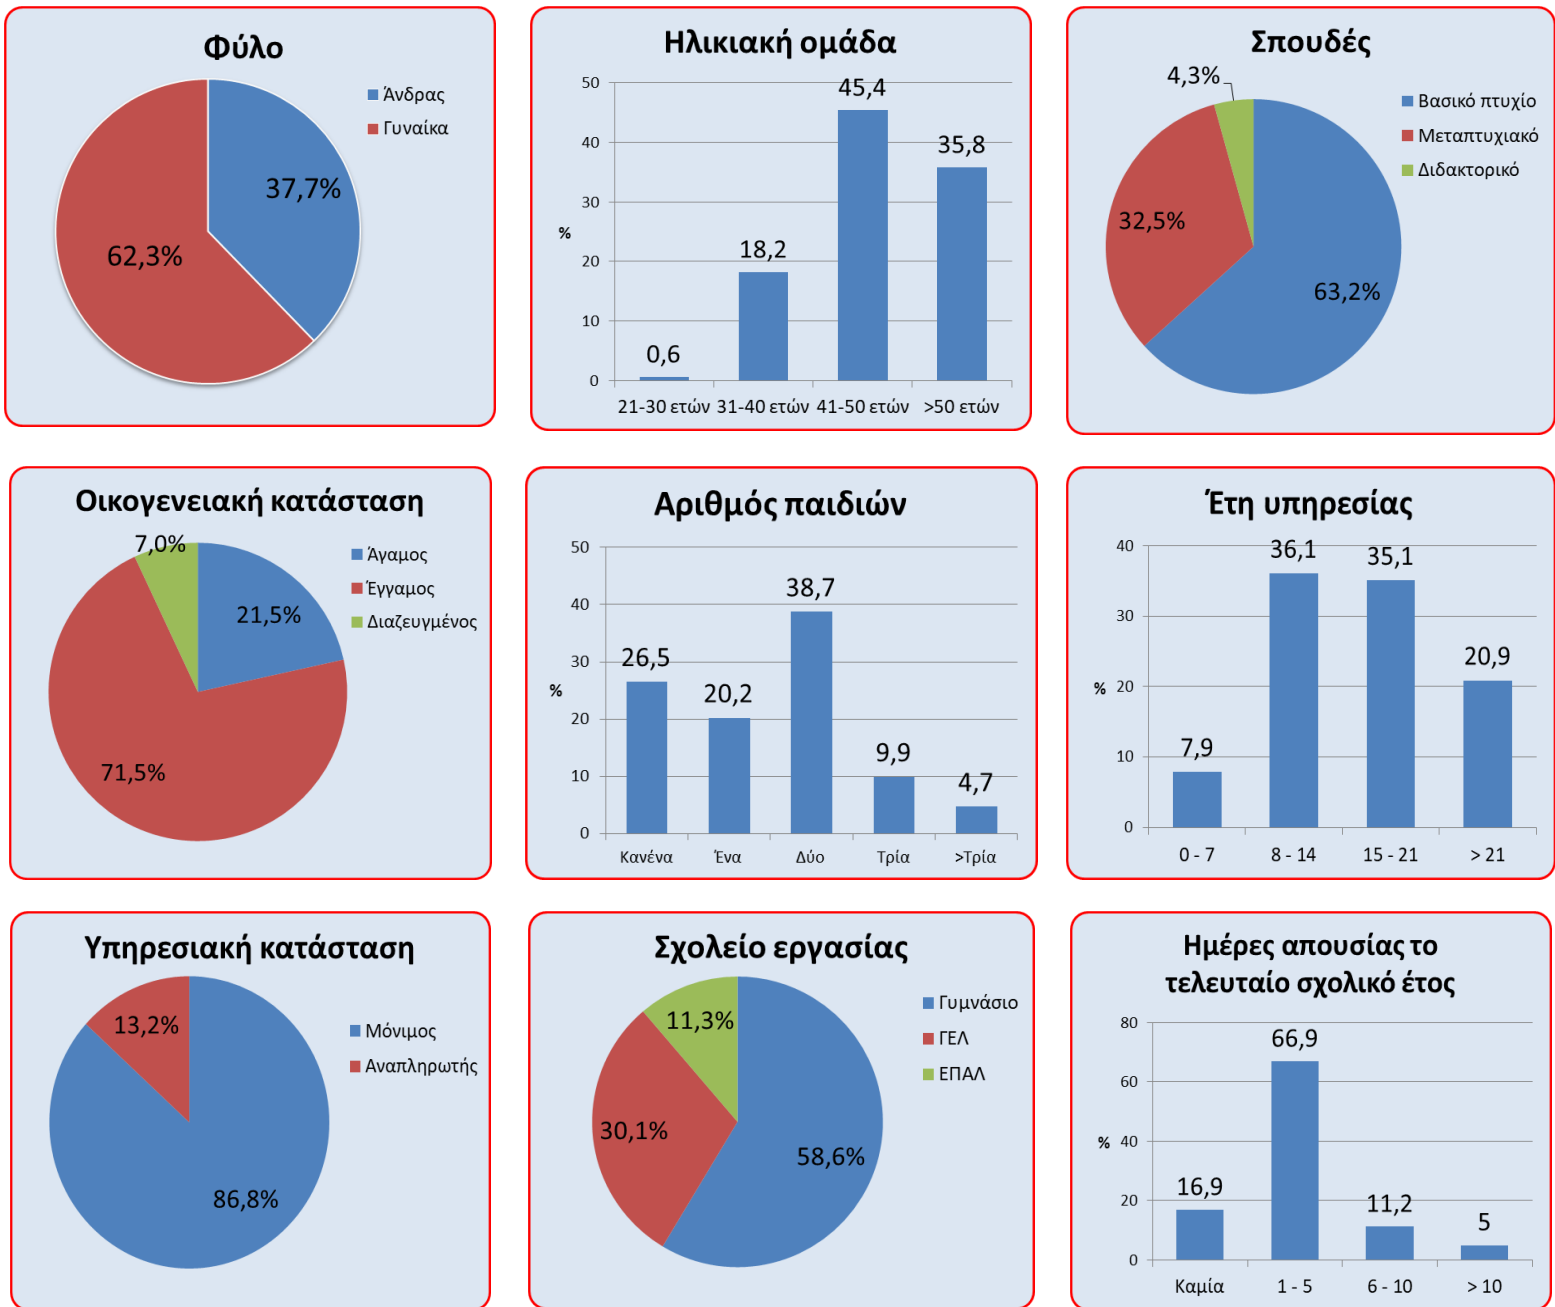 Φύλο
37,7%
62,3%
Άνδρας
Γυναίκα
Ηλικιακή ομάδα
50
40
30
20
10
0
%
0,6
18,2
45,4
35,8
21-30 ετών
31-40 ετών
41-50 ετών
>50 ετών
Σπουδές
4,3%
32,5%
63,2%
Βασικό πτυχίο
Μεταπτυχιακό
Διδακτορικό
Οικογενειακή κατάσταση
7,0%
21,5%
71,5%
Άγαμος
Έγγαμος
Διαζευγμένος
Αριθμός παιδιών
50
40
30
20
10
0
%
26,5
20,2
38,7
9,9
4,7
Κανένα
Ένα
Δύο
Τρία
>Τρία
Έτη υπηρεσίας
40
30
20
10
0
%
7,9
36,1
35,1
20,9
0 - 7
8 - 14
15 - 21
> 21
Υπηρεσιακή κατάσταση
13,2%
86,8%
Μόνιμος
Αναπληρωτής
Σχολείο εργασίας
11,3%
30,1%
58,6%
Γυμνάσιο
ΓΕΛ
ΕΠΑΛ
Ημέρες απουσίας το
τελευταίο σχολικό έτος
80
60
40
20
0
%
16,9
66,9
11,2
5
Καμία
1 - 5
6 - 10
> 10